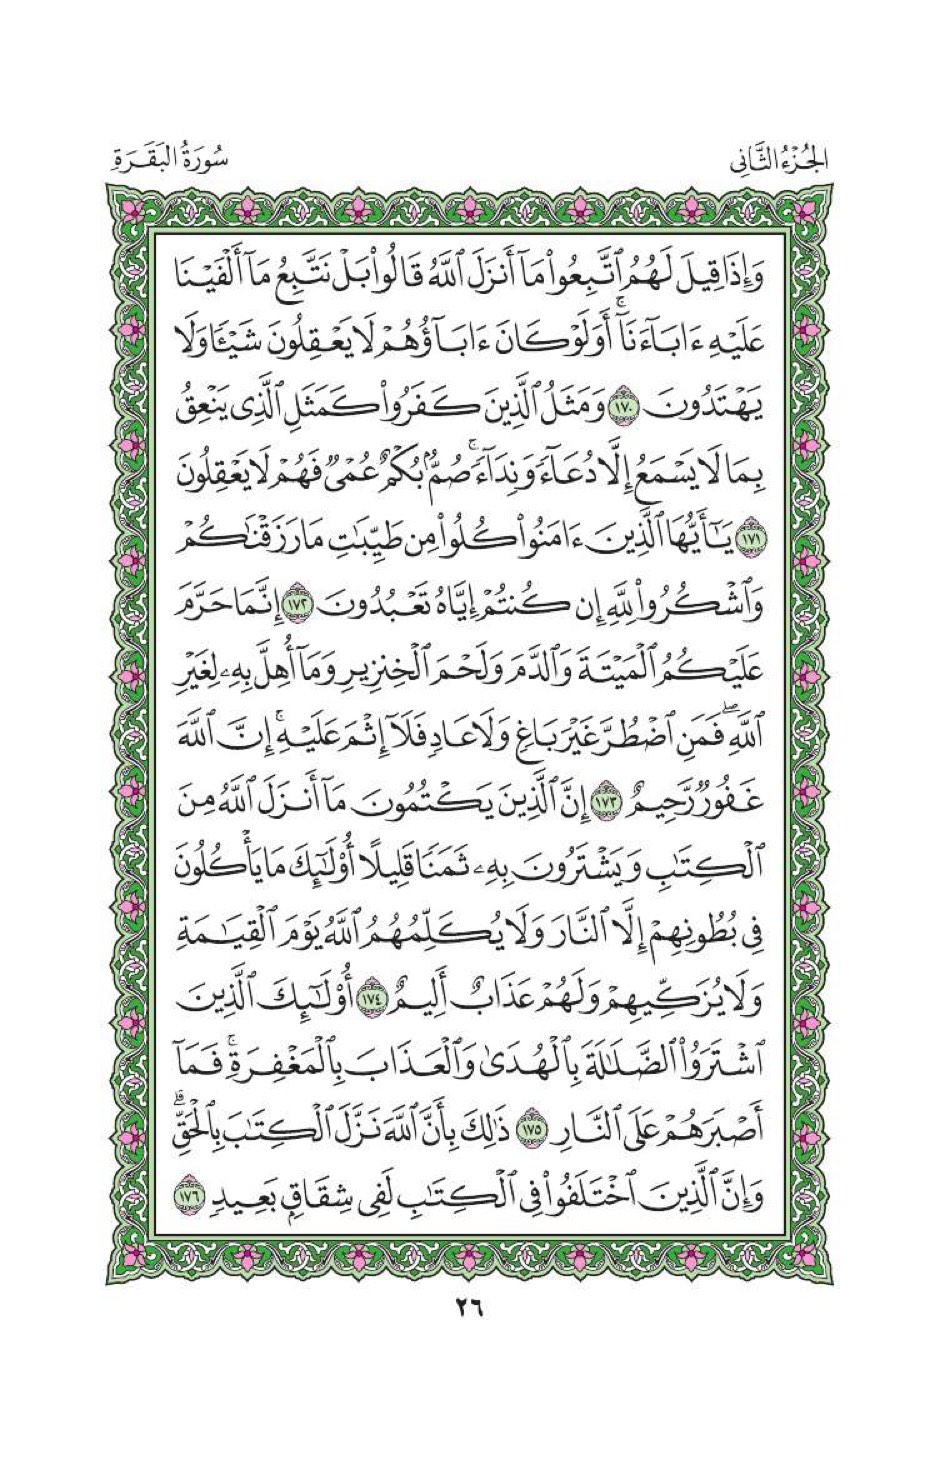 الجُزْءُ الثَّانِي
سُورَةُ البَقَرَةِ
وَإِذَا قِيلَ لَهُمُ ٱتَّبِعُوا۟ مَآ أَنزَلَ ٱللَّهُ قَالُوا۟ بَلْ نَتَّبِعُ مَآ أَلْفَيْنَا
عَلَيْهِ ءَابَآءَنَآ ۚ أَوَلَوْ كَانَ ءَابَآؤُهُمْ لَا يَعْقِلُونَ شَيْـًٔا وَلَا
يَهْتَدُونَ ١٧٠ وَمَثَلُ ٱلَّذِينَ كَفَرُوا۟ كَمَثَلِ ٱلَّذِى يَنْعِقُ
بِمَا لَا يَسْمَعُ إِلَّا دُعَآءً وَنِدَآءً ۚ صُمٌّۢ بُكْمٌ عُمْىٌ فَهُمْ لَا يَعْقِلُونَ
١٧١ يَـٰٓأَيُّهَا ٱلَّذِينَ ءَامَنُوا۟ كُلُوا۟ مِن طَيِّبَـٰتِ مَا رَزَقْنَـٰكُمْ
وَٱشْكُرُوا۟ لِلَّهِ إِن كُنتُمْ إِيَّاهُ تَعْبُدُونَ ١٧٢ إِنَّمَا حَرَّمَ
عَلَيْكُمُ ٱلْمَيْتَةَ وَٱلدَّمَ وَلَحْمَ ٱلْخِنزِيرِ وَمَآ أُهِلَّ بِهِۦ لِغَيْرِ
ٱللَّهِ ۖ فَمَنِ ٱضْطُرَّ غَيْرَ بَاغٍ وَلَا عَادٍ فَلَآ إِثْمَ عَلَيْهِ ۚ إِنَّ ٱللَّهَ
غَفُورٌ رَّحِيمٌ ١٧٣ إِنَّ ٱلَّذِينَ يَكْتُمُونَ مَآ أَنزَلَ ٱللَّهُ مِنَ
ٱلْكِتَـٰبِ وَيَشْتَرُونَ بِهِۦ ثَمَنًا قَلِيلًا أُو۟لَـٰٓئِكَ مَا يَأْكُلُونَ
فِى بُطُونِهِمْ إِلَّا ٱلنَّارَ وَلَا يُكَلِّمُهُمُ ٱللَّهُ يَوْمَ ٱلْقِيَـٰمَةِ
وَلَا يُزَكِّيهِمْ وَلَهُمْ عَذَابٌ أَلِيمٌ ١٧٤ أُو۟لَـٰٓئِكَ ٱلَّذِينَ
ٱشْتَرَوُا۟ ٱلضَّلَـٰلَةَ بِٱلْهُدَىٰ وَٱلْعَذَابَ بِٱلْمَغْفِرَةِ ۚ فَمَآ
أَصْبَرَهُمْ عَلَى ٱلنَّارِ ١٧٥ ذَٰلِكَ بِأَنَّ ٱللَّهَ نَزَّلَ ٱلْكِتَـٰبَ بِٱلْحَقِّ ۗ
وَإِنَّ ٱلَّذِينَ ٱخْتَلَفُوا۟ فِى ٱلْكِتَـٰبِ لَفِى شِقَاقٍۭ بَعِيدٍ ١٧٦
٢٦